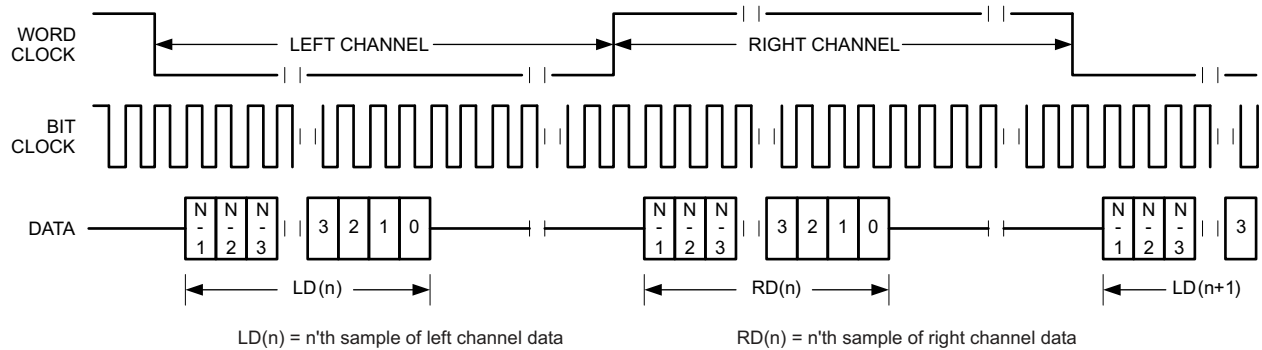 WORD
CLOCK
LEFT CHANNEL
RIGHT CHANNEL
BIT
CLOCK
DATA
N
-
1
N
-
2
N
-
3
3 2 1 0
N
-
1
N
-
2
N
-
3
3 2 1 0
N
-
1
N
-
2
N
-
3
3
LD(n)
RD(n)
LD(n+1)
LD(n) = n'th sample of left channel data
RD(n) = n'th sample of right channel data